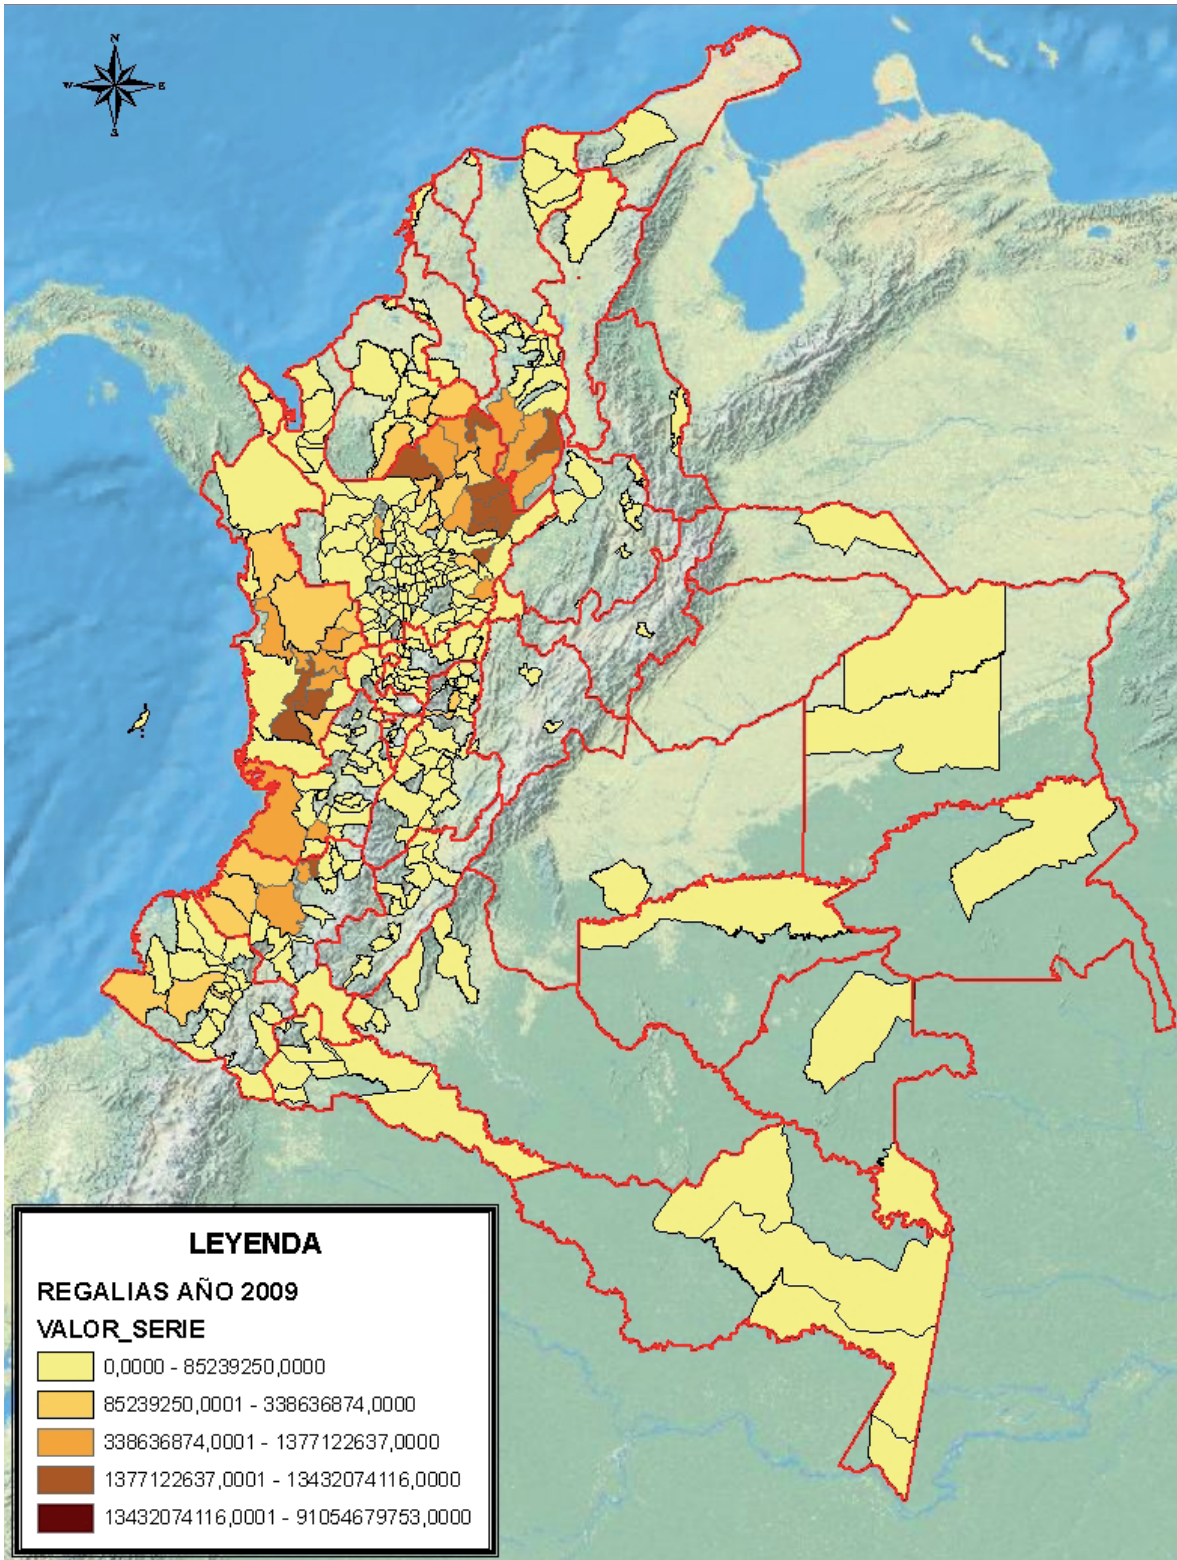 N
W E
S
LEYENDA
REGALIAS AÑO 2009
VALOR_SERIE
0,0000 - 85239250,0000
85239250,0001 - 338636874,0000
338636874,0001 - 1377122637,0000
1377122637,0001 - 13432074116,0000
13432074116,0001 - 91054679753,0000